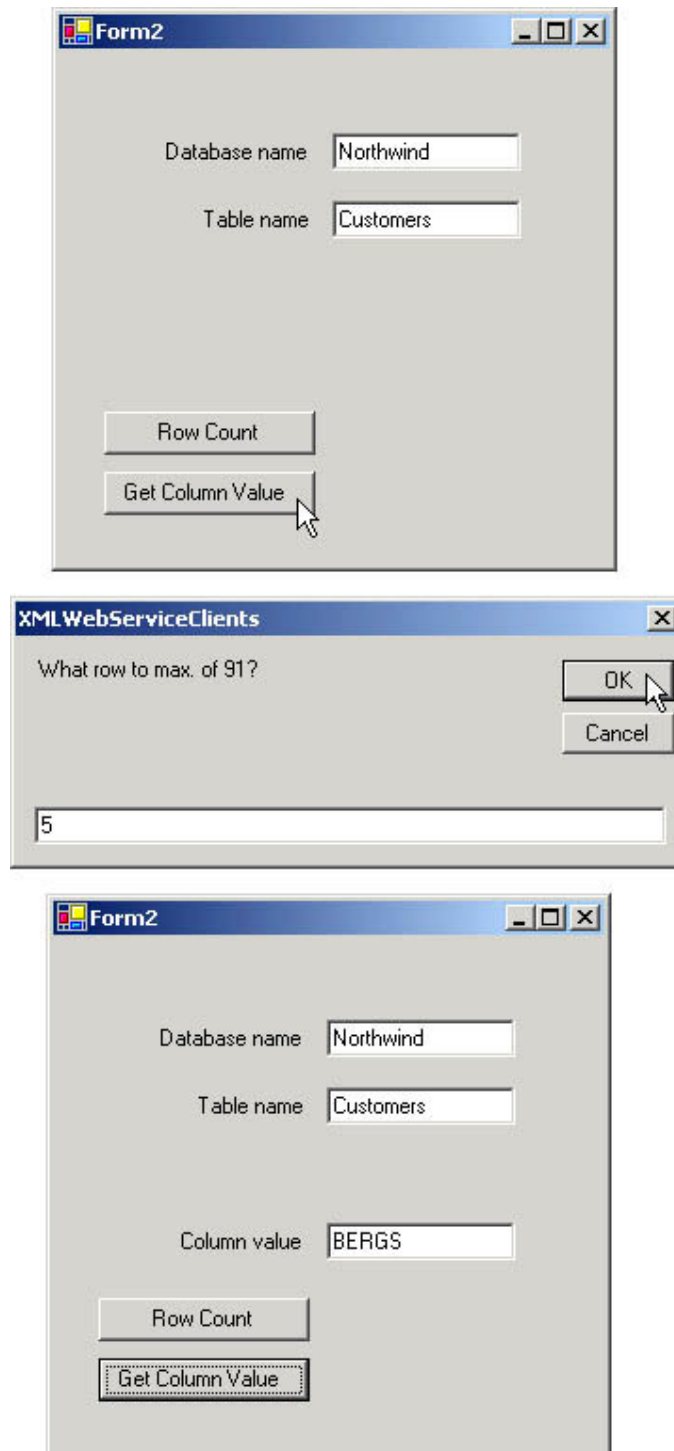 Form2
Database name Northwind
Table name Customers
Row Count
Get Column Value
XMLWebServiceClients
What row to max. of 91?
OK
Cancel
5
Form2
Database name Northwind
Table name Customers
Column value BERGS
Row Count
Get Column Value